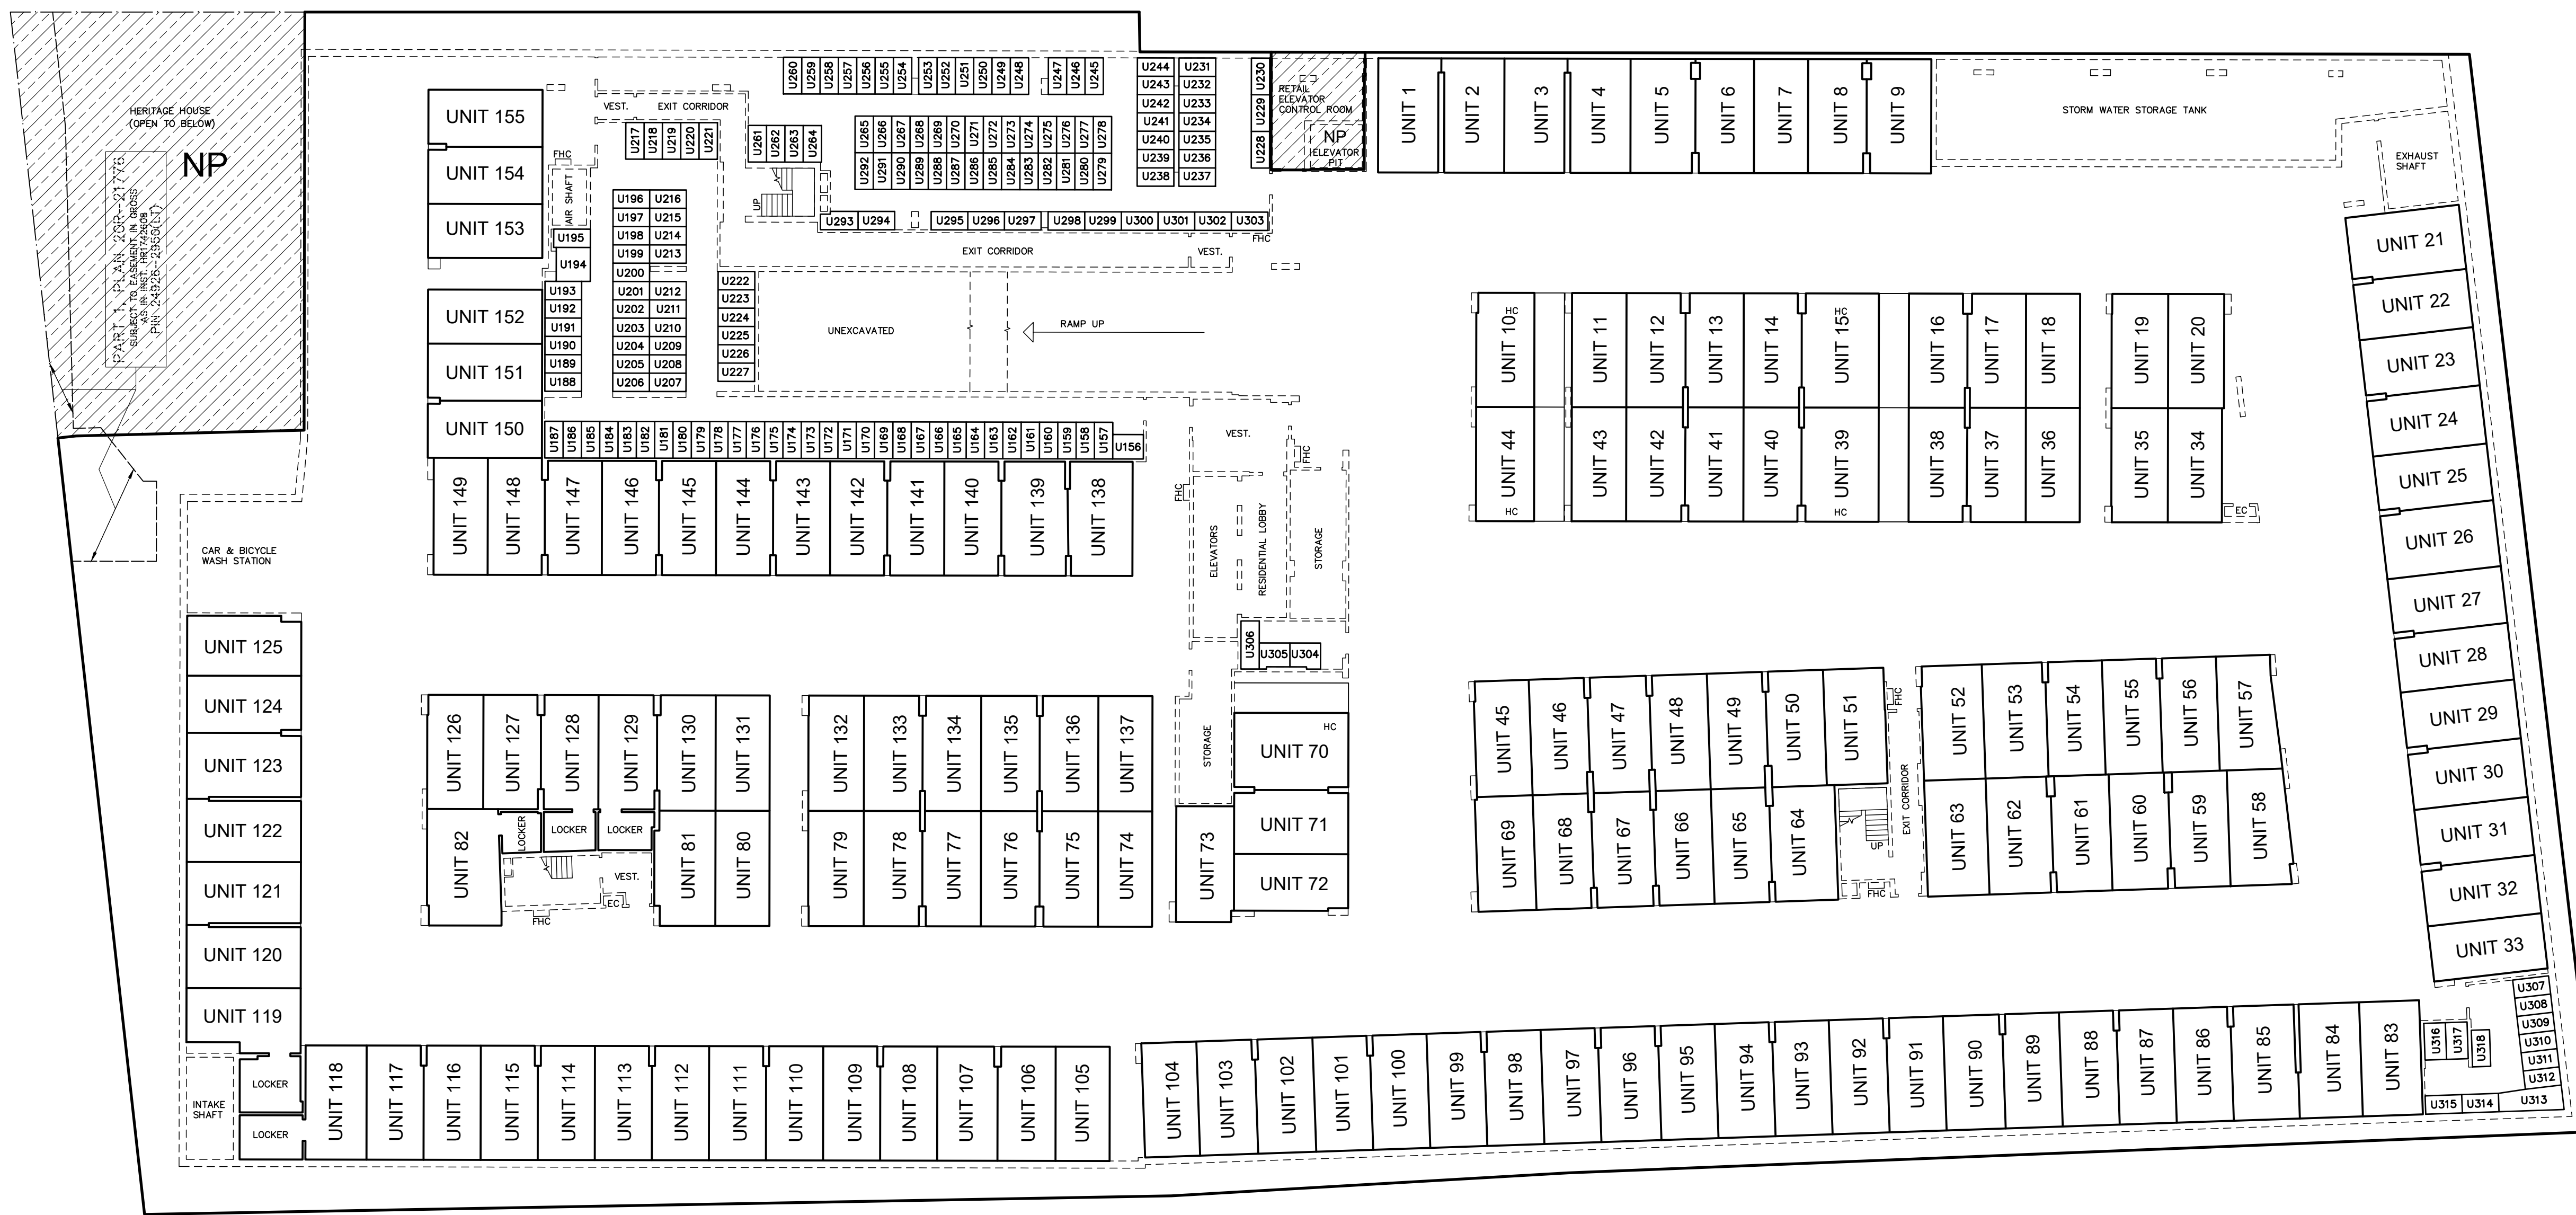 HERITAGE HOUSE
(OPEN TO BELOW)
NP
PART 1, PLAN 20R-21776
SUBJECT TO EASEMENT IN GROSS
AS IN INST. HR1742608
PIN 24926-2956(LT)
CAR & BICYCLE
WASH STATION
UNIT 155
UNIT 154
UNIT 153
UNIT 152
UNIT 151
UNIT 150
FHC
AIR SHAFT
VEST.
EXIT CORRIDOR
U217
U218
U219
U220
U221
U260
U259
U258
U257
U256
U255
U254
U253
U252
U251
U250
U249
U248
U247
U246
U245
U244
U243
U242
U241
U240
U239
U238
U231
U232
U233
U234
U235
U236
U237
U230
U229
U228
RETAIL
ELEVATOR
CONTROL ROOM
NP
ELEVATOR
PIT
U261
U262
U263
U264
UP
U265
U266
U267
U268
U269
U270
U271
U272
U273
U274
U275
U276
U277
U278
U292
U291
U290
U289
U288
U287
U286
U285
U284
U283
U282
U281
U280
U279
U293
U294
U295
U296
U297
U298
U299
U300
U301
U302
U303
FHC
EXIT CORRIDOR
VEST.
U195
U194
U193
U192
U191
U190
U189
U188
U196
U197
U198
U199
U200
U201
U202
U203
U204
U205
U206
U216
U215
U214
U213
U212
U211
U210
U209
U208
U207
U222
U223
U224
U225
U226
U227
UNEXCAVATED
RAMP UP
U187
U186
U185
U184
U183
U182
U181
U180
U179
U178
U177
U176
U175
U174
U173
U172
U171
U170
U169
U168
U167
U166
U165
U164
U163
U162
U161
U160
U159
U158
U157
U156
UNIT 149
UNIT 148
UNIT 147
UNIT 146
UNIT 145
UNIT 144
UNIT 143
UNIT 142
UNIT 141
UNIT 140
UNIT 139
UNIT 138
VEST.
FHC
FHC
ELEVATORS
RESIDENTIAL LOBBY
STORAGE
U306
U305
U304
STORAGE
HC
UNIT 70
UNIT 71
UNIT 72
UNIT 73
UNIT 1
UNIT 2
UNIT 3
UNIT 4
UNIT 5
UNIT 6
UNIT 7
UNIT 8
UNIT 9
STORM WATER STORAGE TANK
EXHAUST
SHAFT
HC
UNIT 10
UNIT 11
UNIT 12
UNIT 13
UNIT 14
HC
UNIT 15
UNIT 16
UNIT 17
UNIT 18
UNIT 19
UNIT 20
UNIT 44
HC
UNIT 43
UNIT 42
UNIT 41
UNIT 40
UNIT 39
HC
UNIT 38
UNIT 37
UNIT 36
UNIT 35
UNIT 34
EC
UNIT 21
UNIT 22
UNIT 23
UNIT 24
UNIT 25
UNIT 26
UNIT 27
UNIT 28
UNIT 29
UNIT 30
UNIT 31
UNIT 32
UNIT 33
UNIT 45
UNIT 46
UNIT 47
UNIT 48
UNIT 49
UNIT 50
UNIT 51
FHC
EXIT CORRIDOR
UNIT 52
UNIT 53
UNIT 54
UNIT 55
UNIT 56
UNIT 57
UNIT 69
UNIT 68
UNIT 67
UNIT 66
UNIT 65
UNIT 64
UP
FHC
UNIT 63
UNIT 62
UNIT 61
UNIT 60
UNIT 59
UNIT 58
UNIT 125
UNIT 124
UNIT 123
UNIT 122
UNIT 121
UNIT 120
UNIT 119
UNIT 126
UNIT 127
UNIT 128
UNIT 129
UNIT 130
UNIT 131
UNIT 132
UNIT 133
UNIT 134
UNIT 135
UNIT 136
UNIT 137
UNIT 82
LOCKER
LOCKER
LOCKER
VEST.
EC
FHC
UNIT 81
UNIT 80
UNIT 79
UNIT 78
UNIT 77
UNIT 76
UNIT 75
UNIT 74
INTAKE
SHAFT
LOCKER
LOCKER
UNIT 118
UNIT 117
UNIT 116
UNIT 115
UNIT 114
UNIT 113
UNIT 112
UNIT 111
UNIT 110
UNIT 109
UNIT 108
UNIT 107
UNIT 106
UNIT 105
UNIT 104
UNIT 103
UNIT 102
UNIT 101
UNIT 100
UNIT 99
UNIT 98
UNIT 97
UNIT 96
UNIT 95
UNIT 94
UNIT 93
UNIT 92
UNIT 91
UNIT 90
UNIT 89
UNIT 88
UNIT 87
UNIT 86
UNIT 85
UNIT 84
UNIT 83
U316
U317
U318
U307
U308
U309
U310
U311
U312
U313
U314
U315